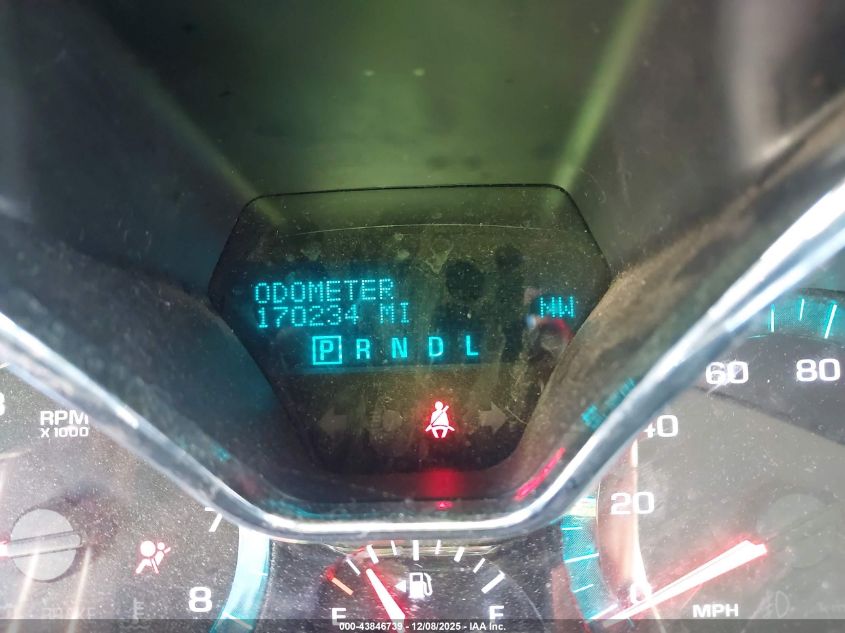 ODOMETER
170234 MI
WW
P R N D L
RPM
X 1000
7
8
E
F
0
20
40
60
80
MPH
000-43846739 - 12/08/2025 - IAA Inc.